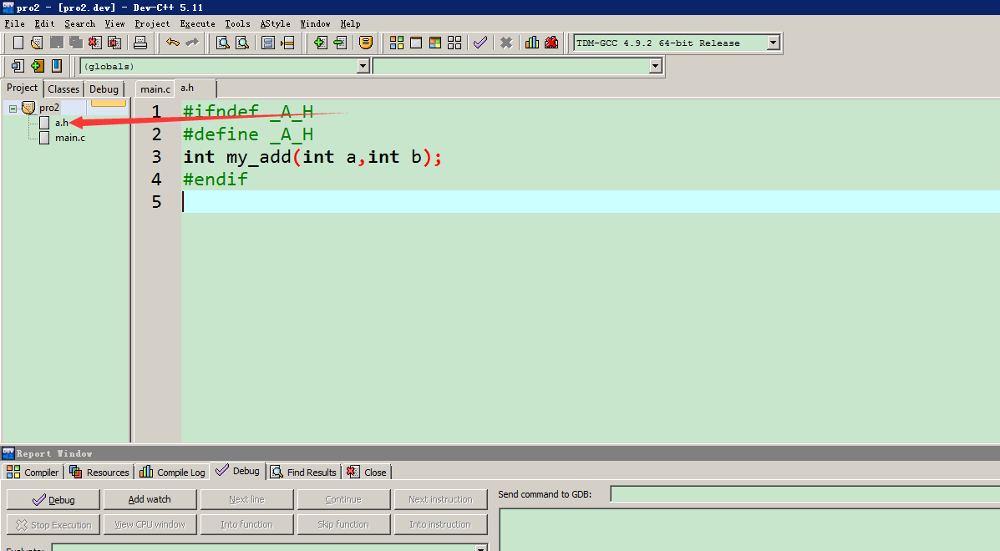 pro2 - [pro2.dev] - Dev-C++ 5.11
File Edit Search View Project Execute Tools AStyle Window Help
TDM-GCC 4.9.2 64-bit Release
(globals)
Project Classes Debug main.c a.h
pro2
a.h
main.c
1 #ifndef _A_H
2 #define _A_H
3 int my_add(int a,int b);
4 #endif
5
Report Window
Compiler Resources Compile Log Debug Find Results Close
Debug Add watch Next line Continue Next instruction Send command to GDB:
Stop Execution View CPU window Into function Skip function Into instruction
Evaluate: